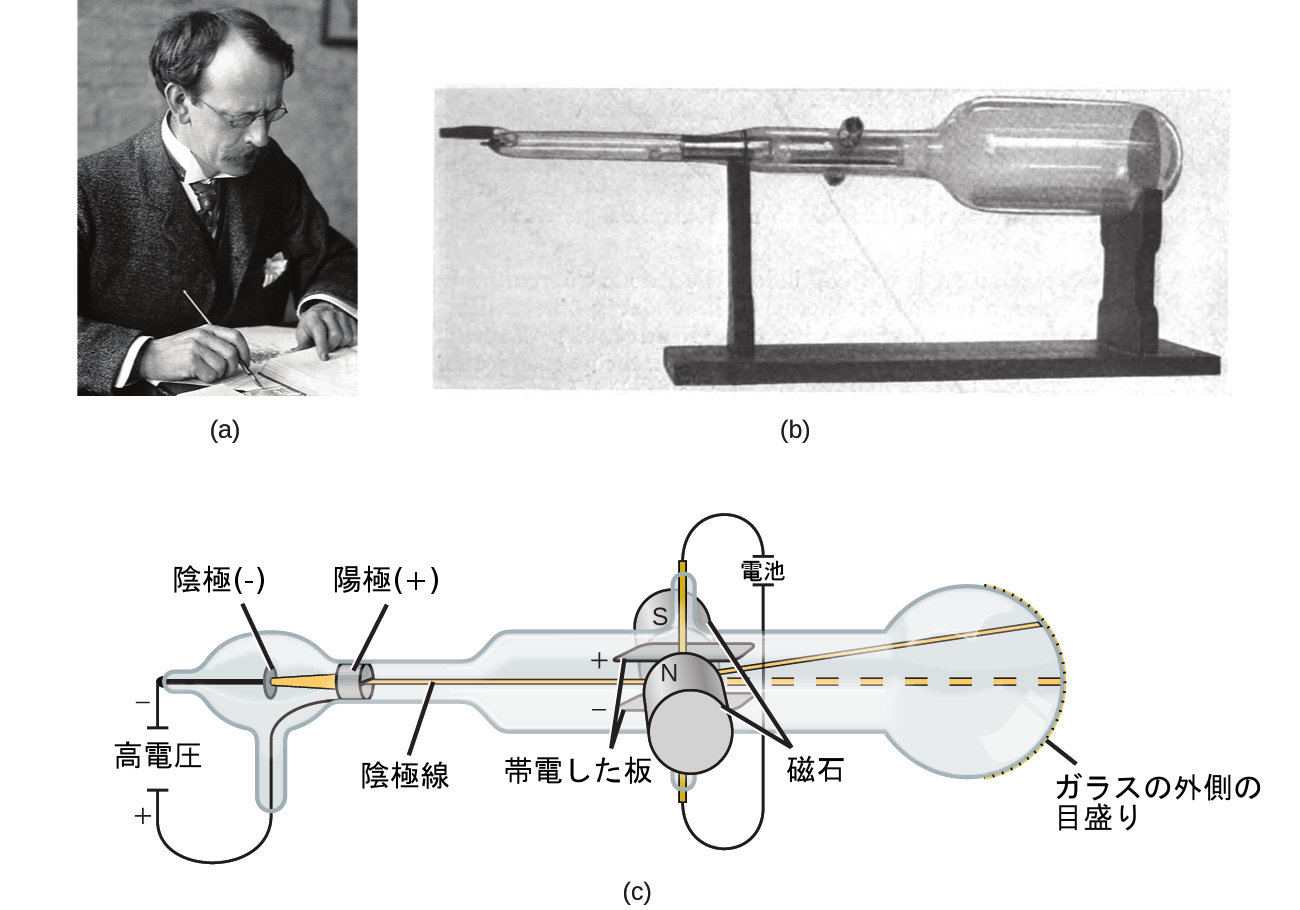 (a)
(b)
陰極(-)
陽極(+)
電池
S
+
N
−
−
高電圧
+
陰極線
帯電した板
磁石
ガラスの外側の
目盛り
(c)